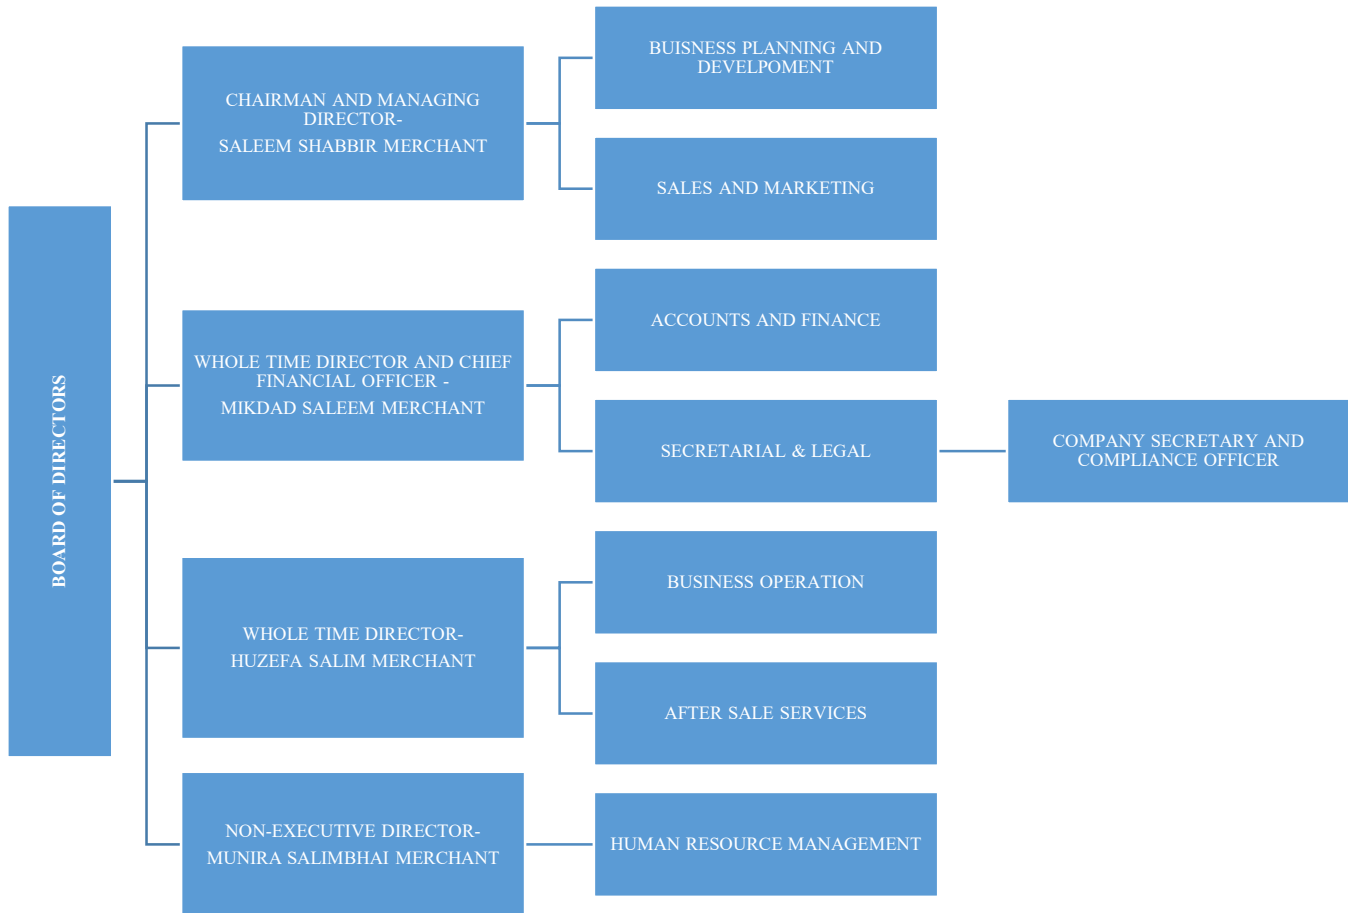 BOARD OF DIRECTORS
CHAIRMAN AND MANAGING
DIRECTOR-
SALEEM SHABBIR MERCHANT
BUISNESS PLANNING AND
DEVELPOMENT
SALES AND MARKETING
WHOLE TIME DIRECTOR AND CHIEF
FINANCIAL OFFICER -
MIKDAD SALEEM MERCHANT
ACCOUNTS AND FINANCE
SECRETARIAL & LEGAL
COMPANY SECRETARY AND
COMPLIANCE OFFICER
WHOLE TIME DIRECTOR-
HUZEFA SALIM MERCHANT
BUSINESS OPERATION
AFTER SALE SERVICES
NON-EXECUTIVE DIRECTOR-
MUNIRA SALIMBHAI MERCHANT
HUMAN RESOURCE MANAGEMENT